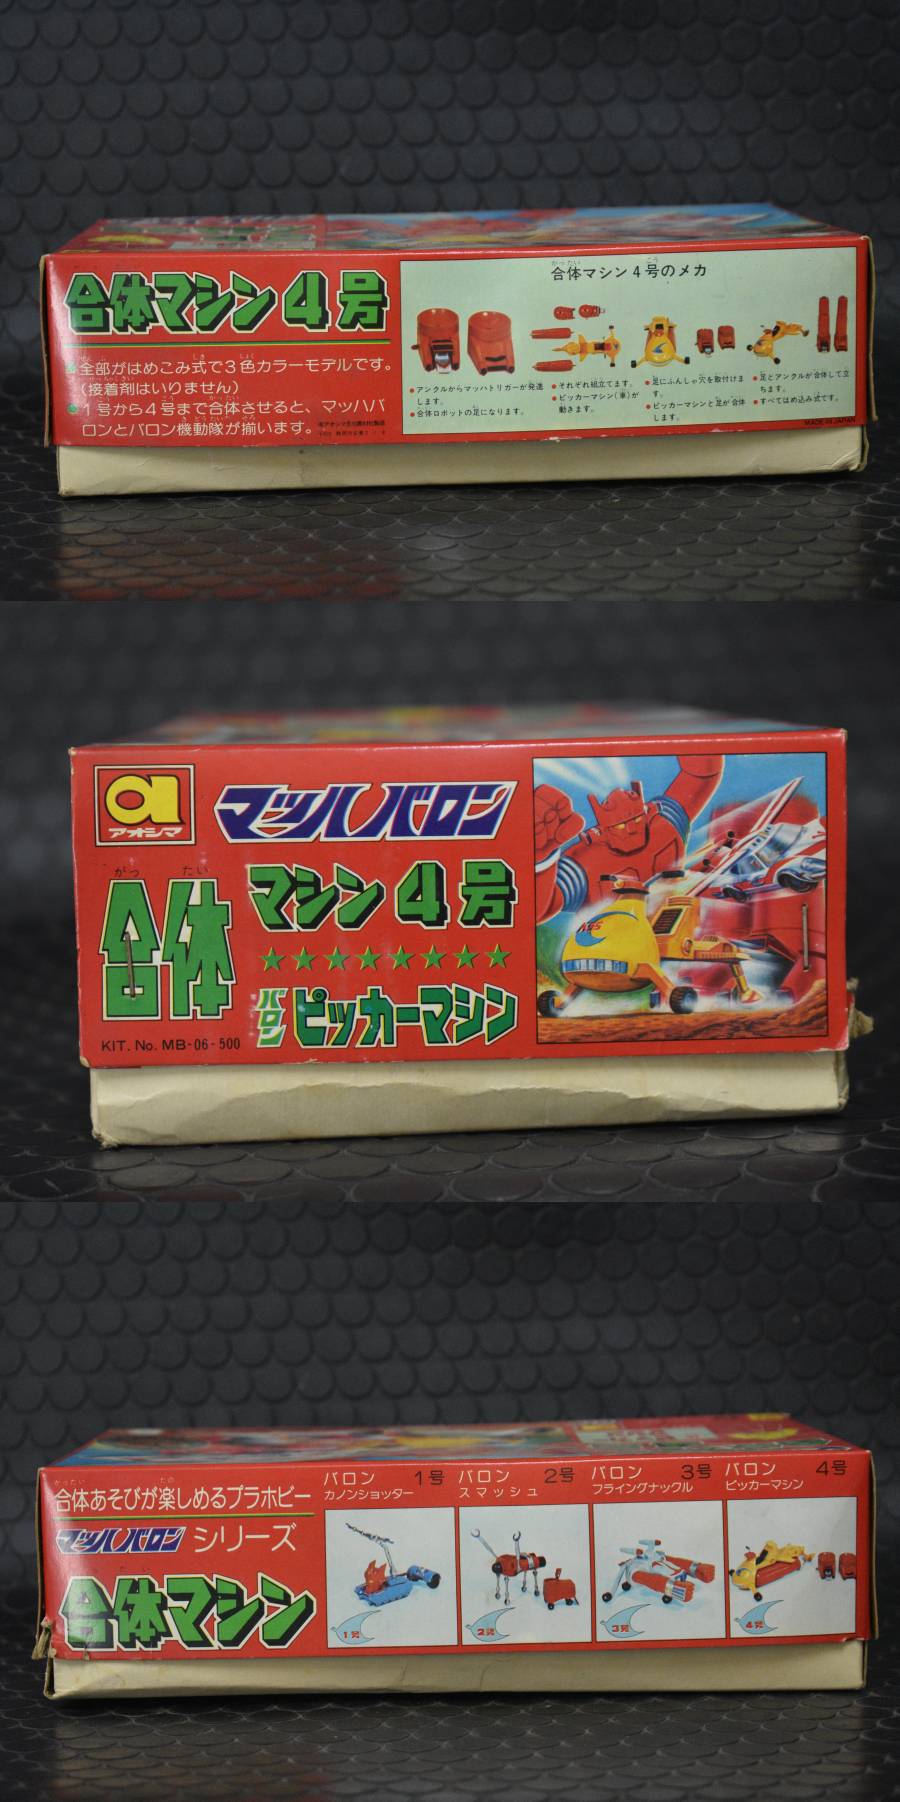 合体マシン4号
全部がはめこみ式で3色カラーモデルです。
(接着剤はいりません)
1号から4号まで合体させると、マッハバ
ロンとバロン機動隊が揃います。
合体マシン4号のメカ
●アンクルからマッハトリガーが発進
します。
●合体ロボットの足になります。
●それぞれ組立てます。
●ピッカーマシン(車)が
動きます。
●足にふんしゃ穴を取付けま
す。
●ピッカーマシンと足が合体
します。
●足とアンクルが合体して立
ちます。
●すべてはめ込み式です。
MADE IN JAPAN
a
アオシマ
マッハバロン
がっ たい
合体
マシン4号
★★★★★★★★
バロン
ピッカーマシン
KIT. No. MB-06-500
合体あそびが楽しめるプラホビー
マッハバロン シリーズ
合体マシン
バロン 1号
カノンショッター
バロン 2号
スマッシュ
バロン 3号
フライングナックル
バロン 4号
ピッカーマシン
1号
2号
3号
4号